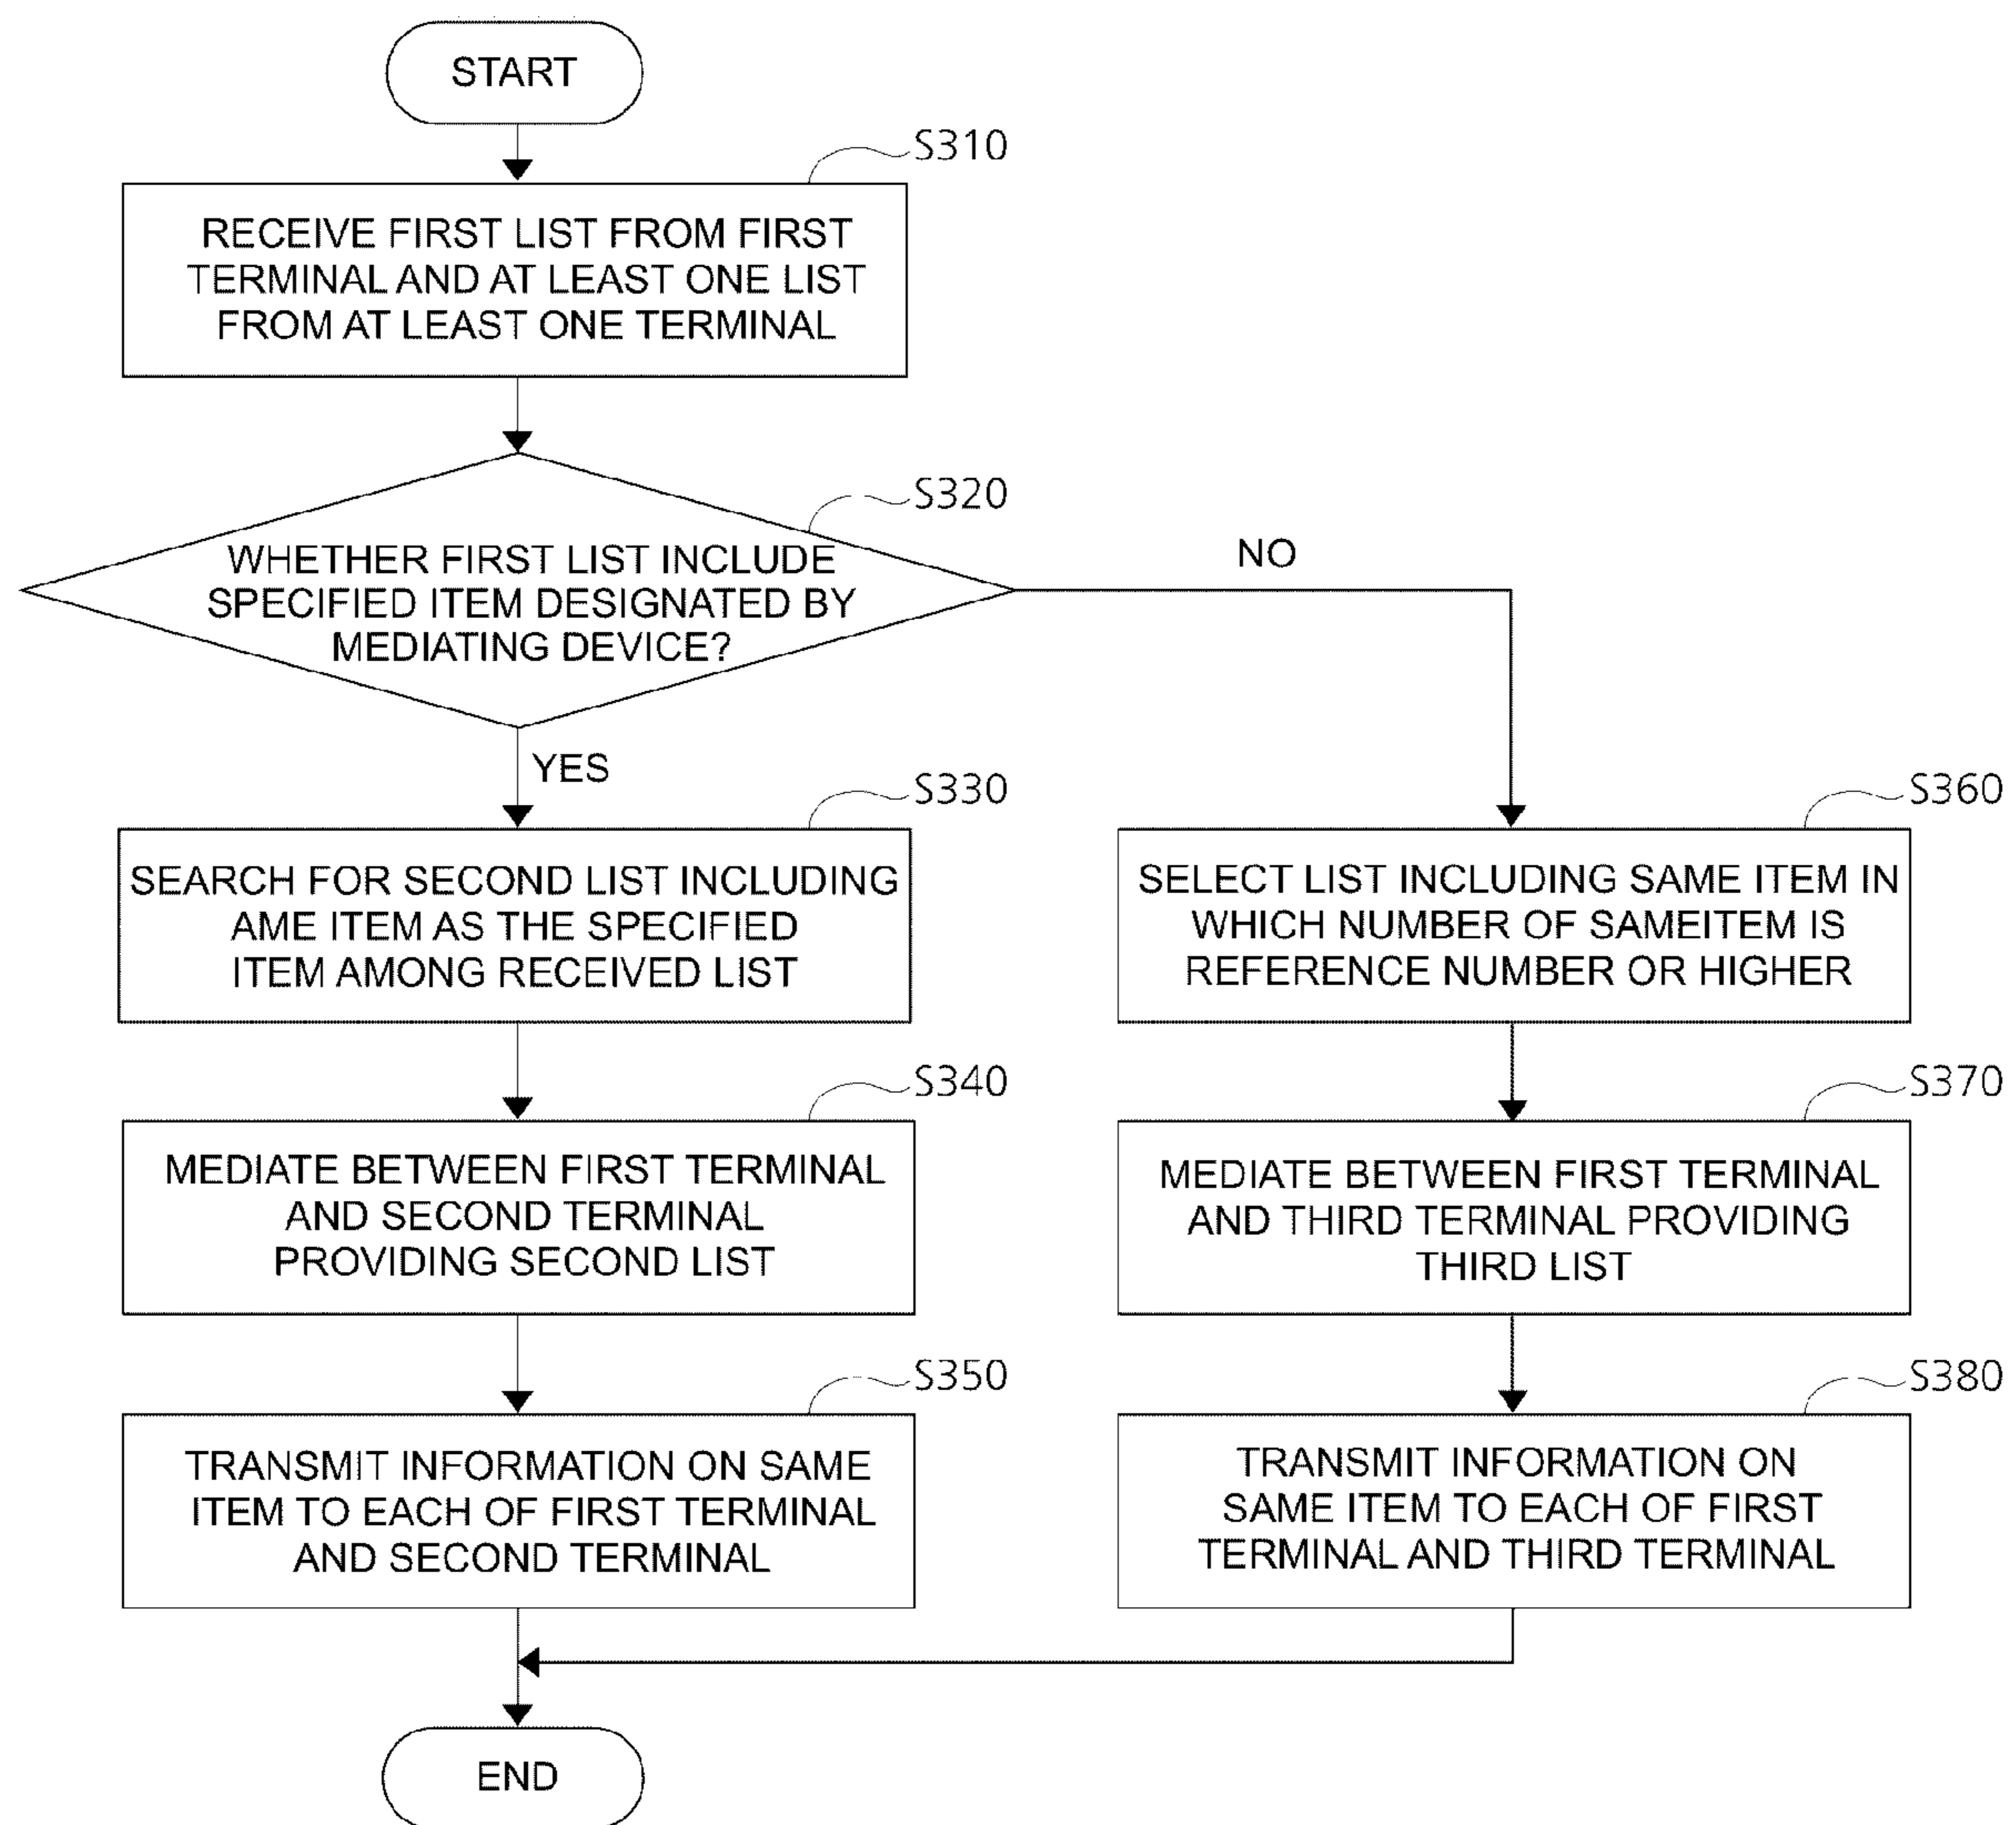 START
S310
RECEIVE FIRST LIST FROM FIRST
TERMINAL AND AT LEAST ONE LIST
FROM AT LEAST ONE TERMINAL
S320
WHETHER FIRST LIST INCLUDE
SPECIFIED ITEM DESIGNATED BY
MEDIATING DEVICE?
NO
YES
S330
SEARCH FOR SECOND LIST INCLUDING
AME ITEM AS THE SPECIFIED
ITEM AMONG RECEIVED LIST
S340
MEDIATE BETWEEN FIRST TERMINAL
AND SECOND TERMINAL
PROVIDING SECOND LIST
S350
TRANSMIT INFORMATION ON SAME
ITEM TO EACH OF FIRST TERMINAL
AND SECOND TERMINAL
S360
SELECT LIST INCLUDING SAME ITEM IN
WHICH NUMBER OF SAMEITEM IS
REFERENCE NUMBER OR HIGHER
S370
MEDIATE BETWEEN FIRST TERMINAL
AND THIRD TERMINAL PROVIDING
THIRD LIST
S380
TRANSMIT INFORMATION ON
SAME ITEM TO EACH OF FIRST
TERMINAL AND THIRD TERMINAL
END